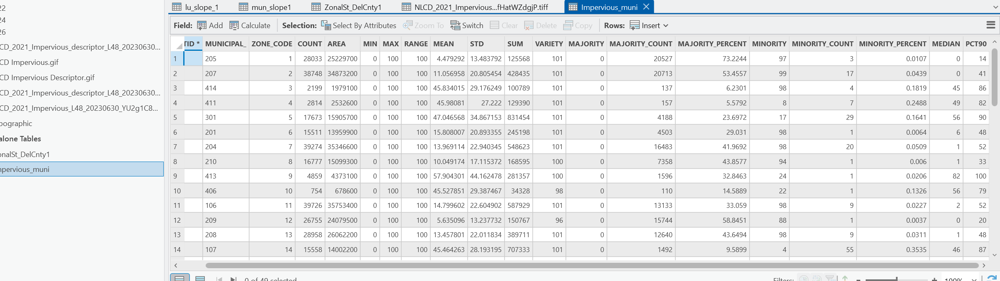 22
24
26
CD_2021_Impervious_descriptor_L48_20230630...
CD Impervious.gif
CD Impervious Descriptor.gif
CD_2021_Impervious_descriptor_L48_20230630...
CD_2021_Impervious_L48_20230630_YU2g1C8...
pographic
alone Tables
onalSt_DelCnty1
mpervious_muni
lu_slope_1 mun_slope1 ZonalSt_DelCnty1 NLCD_2021_Impervious...fHatWZdgjP.tiff Impervious_muni
Field: Add Calculate Selection: Select By Attributes Zoom To Switch Clear Delete Copy Rows: Insert
TID * MUNICIPAL_ ZONE_CODE COUNT AREA MIN MAX RANGE MEAN STD SUM VARIETY MAJORITY MAJORITY_COUNT MAJORITY_PERCENT MINORITY MINORITY_COUNT MINORITY_PERCENT MEDIAN PCT90
1 205 1 28033 25229700 0 100 100 4.479292 13.483792 125568 101 0 20527 73.2244 97 3 0.0107 0 14
2 207 2 38748 34873200 0 100 100 11.056958 20.805454 428435 101 0 20713 53.4557 99 17 0.0439 0 41
3 414 3 2199 1979100 0 100 100 45.834015 29.176249 100789 101 0 137 6.2301 98 4 0.1819 45 86
4 411 4 2814 2532600 0 100 100 45.98081 27.222 129390 101 0 157 5.5792 8 7 0.2488 49 82
5 301 5 17673 15905700 0 100 100 47.046568 34.867153 831454 101 0 4188 23.6972 17 29 0.1641 56 90
6 201 6 15511 13959900 0 100 100 15.808007 20.893355 245198 101 0 4503 29.031 98 1 0.0064 6 48
7 204 7 39274 35346600 0 100 100 13.969114 22.940345 548623 101 0 16483 41.9692 98 20 0.0509 1 52
8 210 8 16777 15099300 0 100 100 10.049174 17.115372 168595 100 0 7358 43.8577 94 1 0.006 1 33
9 413 9 4859 4373100 0 100 100 57.904301 44.162478 281357 100 0 1596 32.8463 24 1 0.0206 82 100
10 406 10 754 678600 0 100 100 45.527851 29.387467 34328 98 0 110 14.5889 22 1 0.1326 56 79
11 106 11 39726 35753400 0 100 100 14.799602 22.604902 587929 101 0 13133 33.059 98 9 0.0227 2 52
12 209 12 26755 24079500 0 100 100 5.635096 13.237732 150767 96 0 15744 58.8451 88 1 0.0037 0 20
13 208 13 28958 26062200 0 100 100 13.457801 22.011834 389711 101 0 12640 43.6494 98 9 0.0311 1 48
14 107 14 15558 14002200 0 100 100 45.464263 28.193195 707333 101 0 1492 9.5899 4 55 0.3535 46 87
0 of 49 selected Filters: 100%